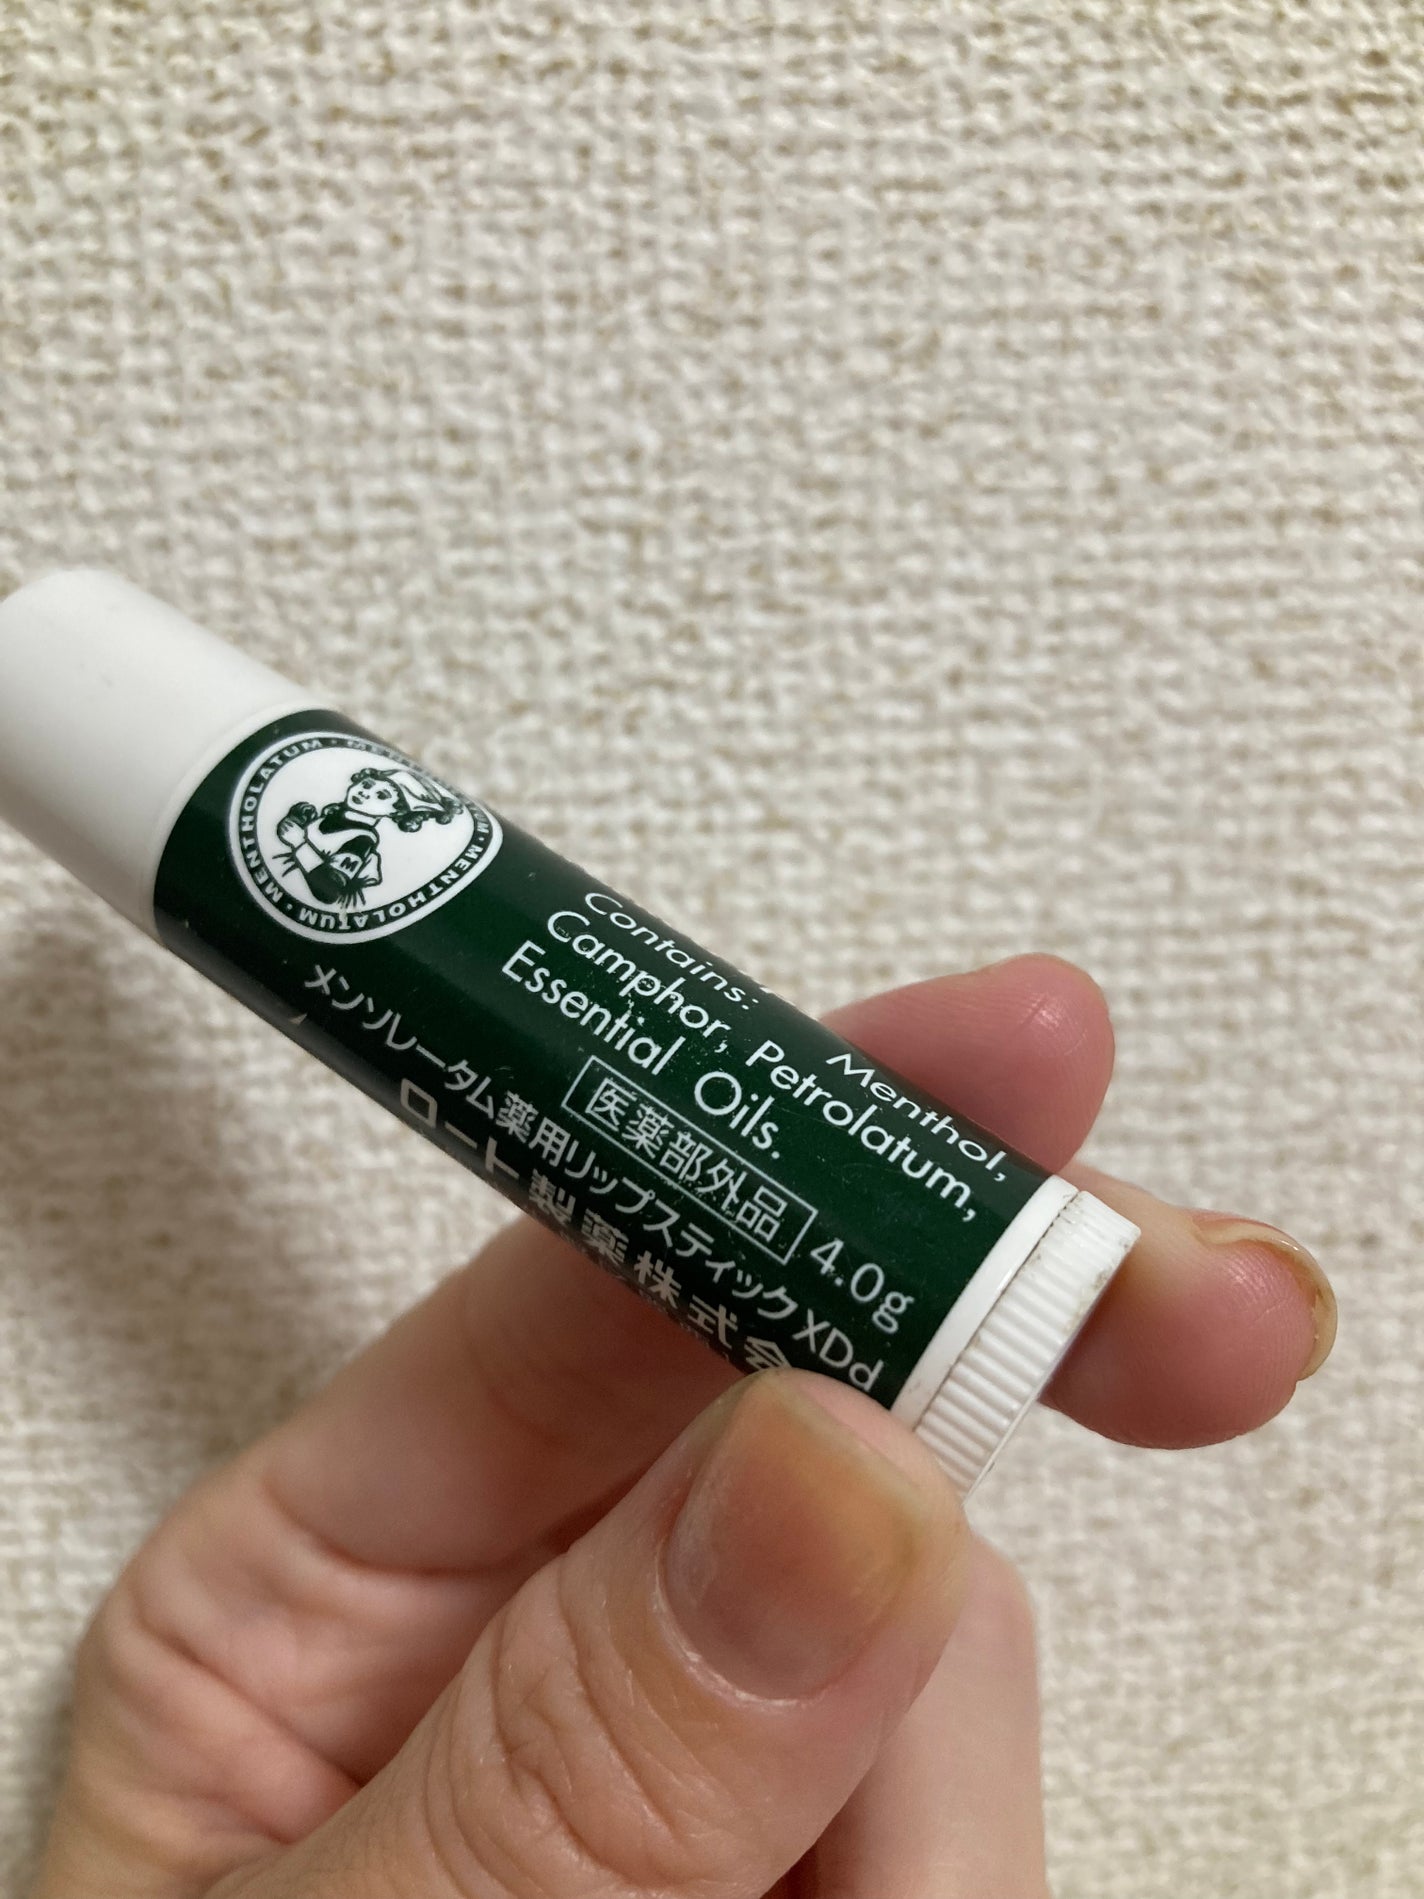 MENTHOLATUM · MENTHOLATUM · MENTHOLATUM
M
Contains: Menthol,
Camphor, Petrolatum,
Essential Oils.
医薬部外品 4.0g
メンソレータム薬用リップスティックXDd
ロート製薬株式会